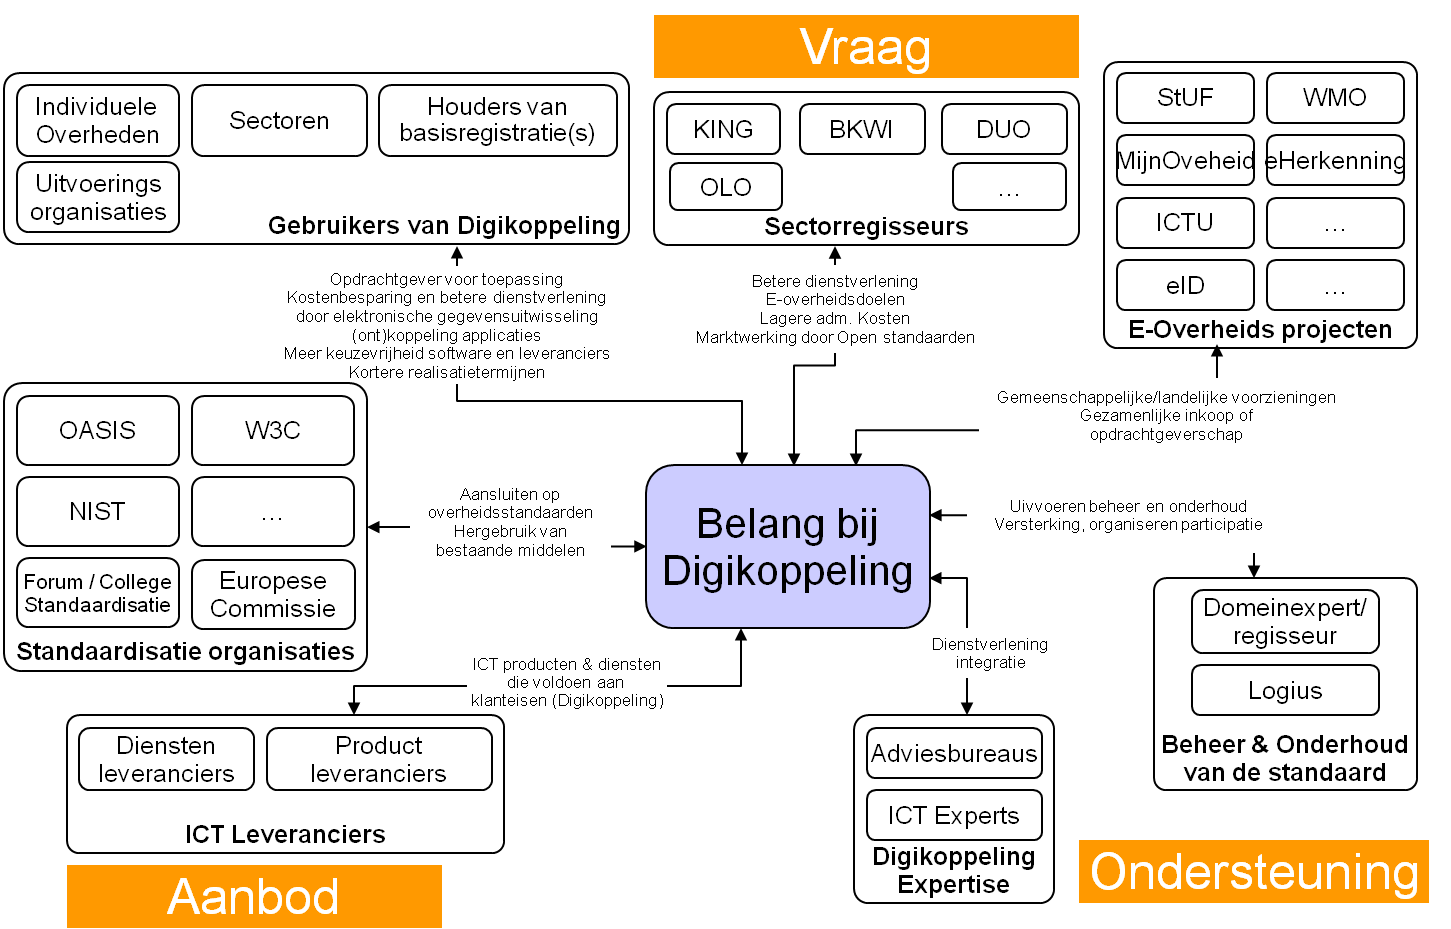 Vraag
Individuele
Overheden
Sectoren
Houders van
basisregistratie(s)
Uitvoerings
organisaties
Gebruikers van Digikoppeling
KING
BKWI
DUO
OLO
...
Sectorregisseurs
StUF
WMO
MijnOveheid
eHerkenning
ICTU
...
eID
...
E-Overheids projecten
Opdrachtgever voor toepassing
Kostenbesparing en betere dienstverlening
door elektronische gegevensuitwisseling
(ont)koppeling applicaties
Meer keuzevrijheid software en leveranciers
Kortere realisatietermijnen
Betere dienstverlening
E-overheidsdoelen
Lagere adm. Kosten
Marktwerking door Open standaarden
Gemeenschappelijke/landelijke voorzieningen
Gezamenlijke inkoop of
opdrachtgeverschap
OASIS
W3C
NIST
...
Forum / College
Standaardisatie
Europese
Commissie
Standaardisatie organisaties
Aansluiten op
overheidsstandaarden
Hergebruik van
bestaande middelen
Belang bij
Digikoppeling
Uivvoeren beheer en onderhoud
Versterking, organiseren participatie
Domeinexpert/
regisseur
Logius
Beheer & Onderhoud
van de standaard
Dienstverlening
integratie
ICT producten & diensten
die voldoen aan
klanteisen (Digikoppeling)
Diensten
leveranciers
Product
leveranciers
ICT Leveranciers
Adviesbureaus
ICT Experts
Digikoppeling
Expertise
Aanbod
Ondersteuning